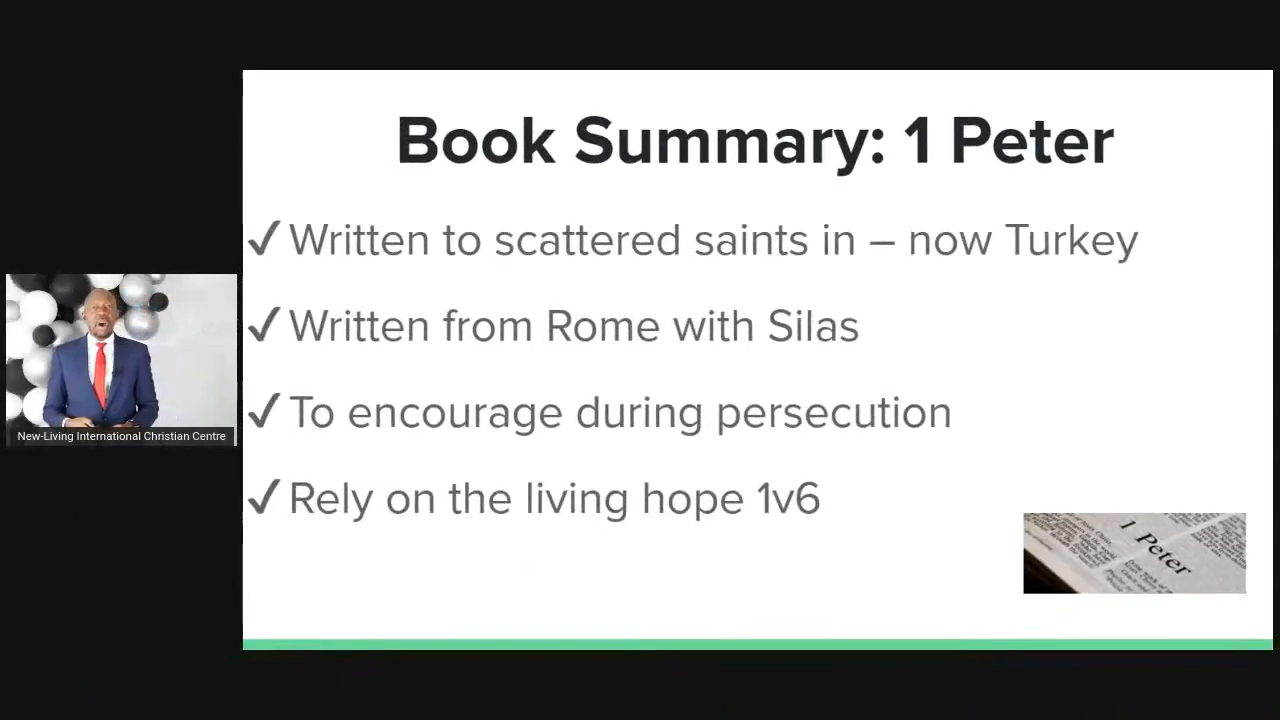 Book Summary: 1 Peter
✓Written to scattered saints in – now Turkey
✓Written from Rome with Silas
✓To encourage during persecution
✓Rely on the living hope 1v6
New-Living International Christian Centre
1 Peter